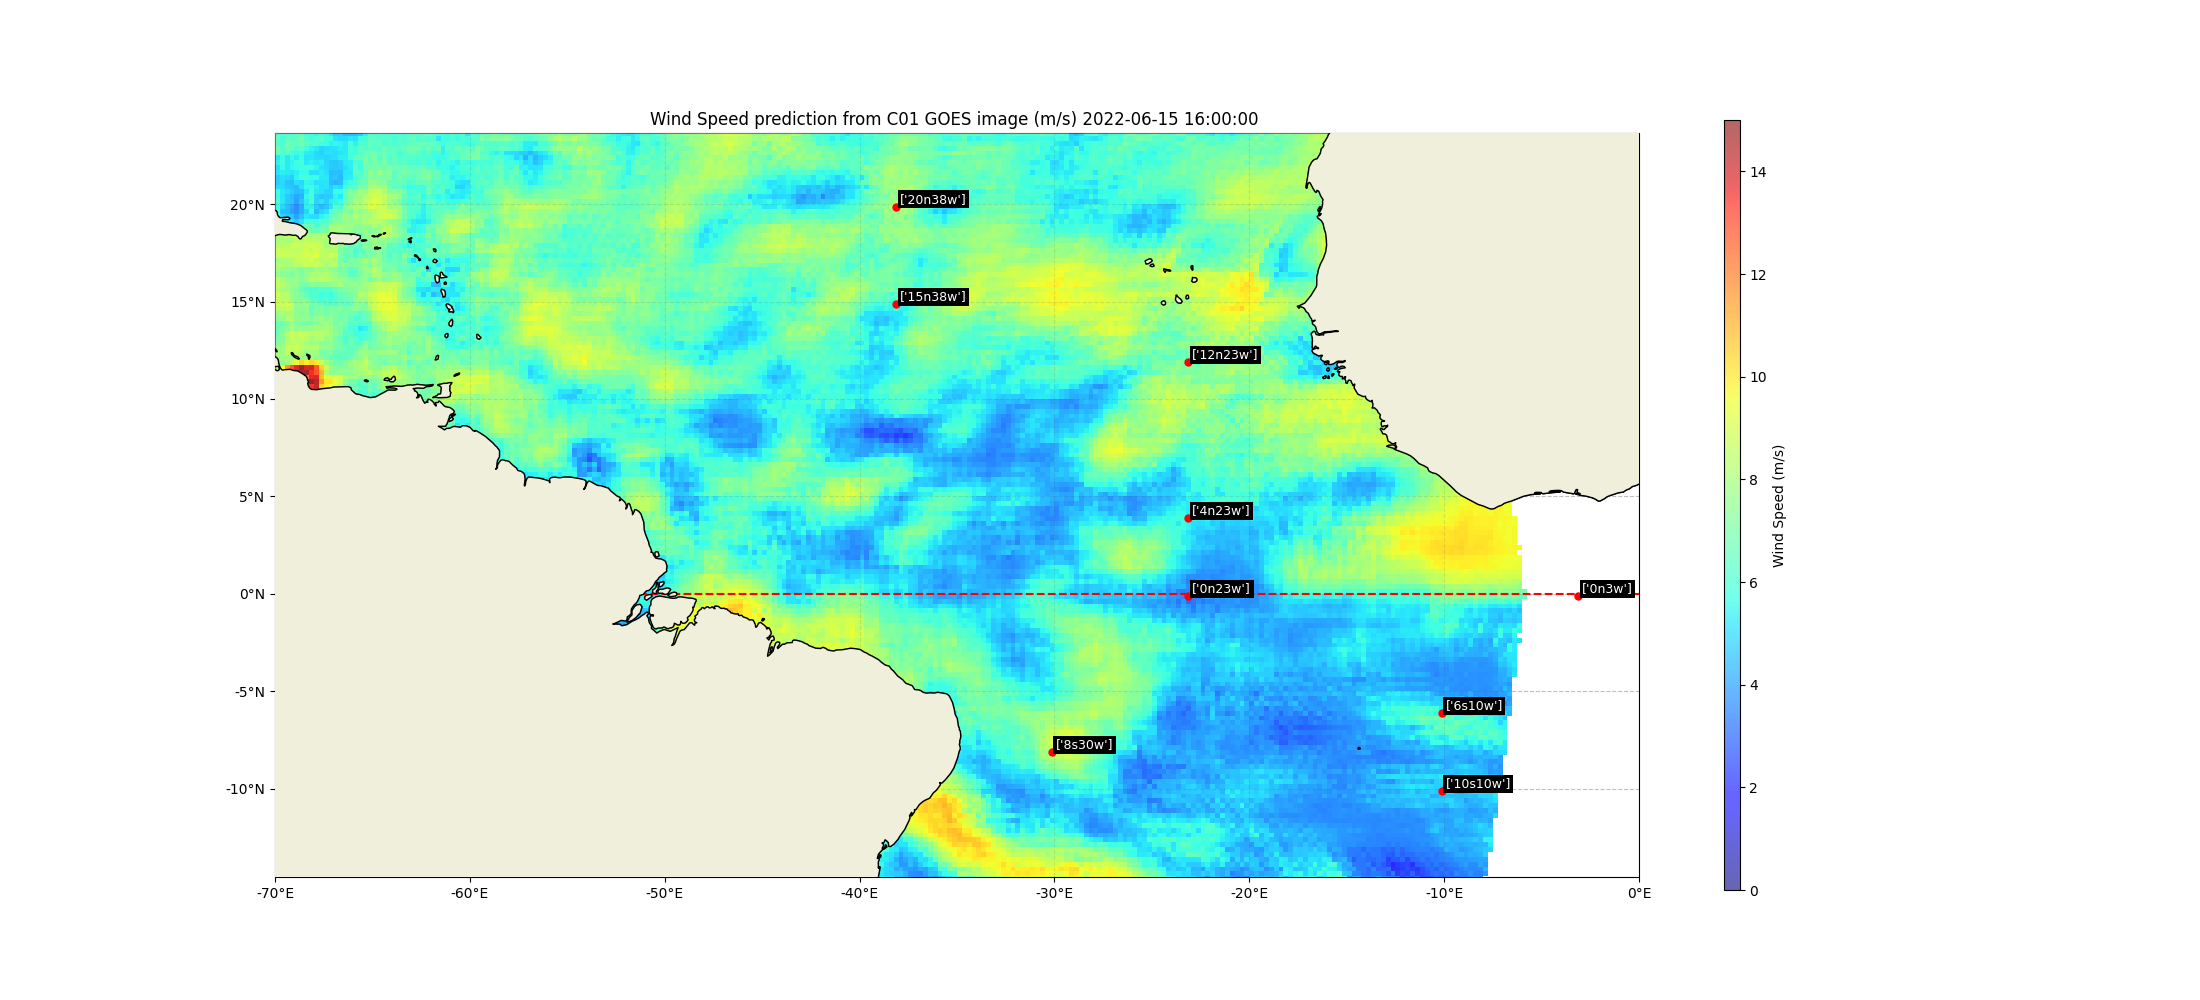 Wind Speed prediction from C01 GOES image (m/s) 2022-06-15 16:00:00
20°N
15°N
10°N
5°N
0°N
-5°N
-10°N
['20n38w']
['15n38w']
['12n23w']
['4n23w']
['0n23w']
['0n3w']
['6s10w']
['8s30w']
['10s10w']
-70°E
-60°E
-50°E
-40°E
-30°E
-20°E
-10°E
0°E
14
12
10
8
6
4
2
0
Wind Speed (m/s)